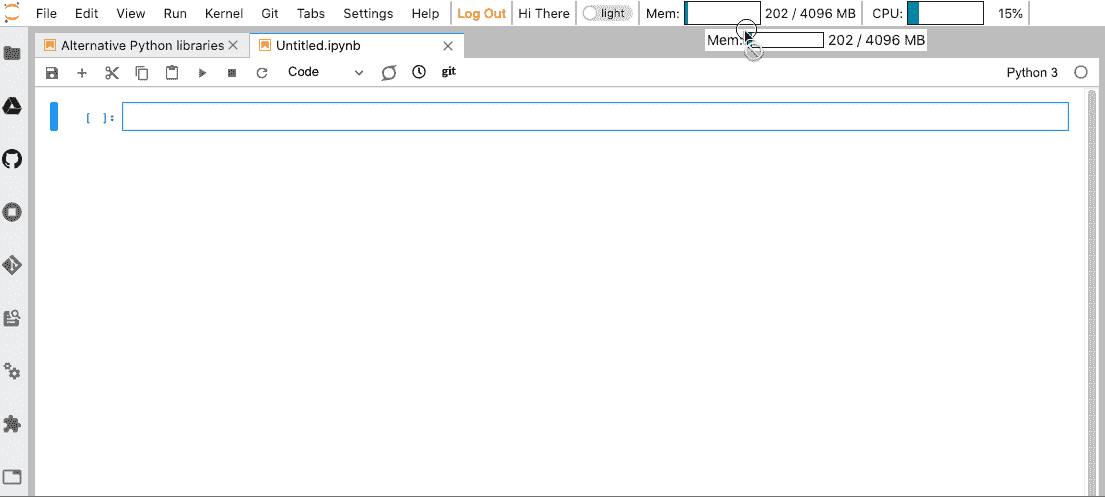 File Edit View Run Kernel Git Tabs Settings Help Log Out Hi There light Mem: 202 / 4096 MB CPU: 15%
Mem: 202 / 4096 MB
Alternative Python libraries Untitled.ipynb
Code git Python 3
[ ]: